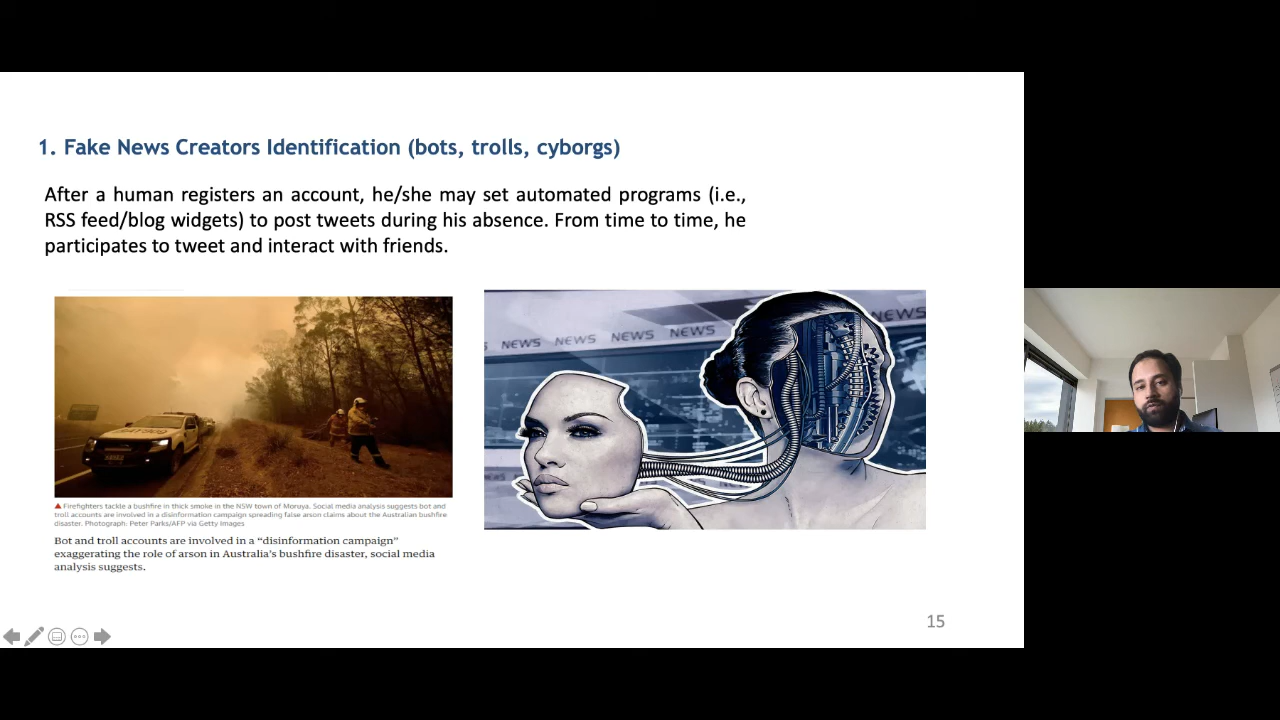 1. Fake News Creators Identification (bots, trolls, cyborgs)
After a human registers an account, he/she may set automated programs (i.e.,
RSS feed/blog widgets) to post tweets during his absence. From time to time, he
participates to tweet and interact with friends.
NEWS NEWS NEWS NEWS NEWS
▲ Firefighters tackle a bushfire in thick smoke in the NSW town of Moruya. Social media analysis suggests bot and
troll accounts are involved in a disinformation campaign spreading false arson claims about the Australian bushfire
disaster. Photograph: Peter Parks/AFP via Getty Images
Bot and troll accounts are involved in a “disinformation campaign”
exaggerating the role of arson in Australia's bushfire disaster, social media
analysis suggests.
15